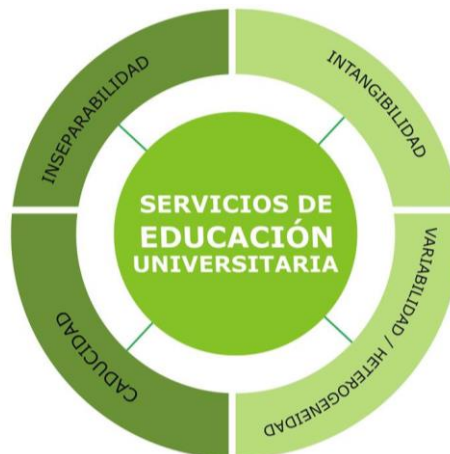 INSEPARABILIDAD
INTANGIBILIDAD
SERVICIOS DE
EDUCACIÓN
UNIVERSITARIA
CADUCIDAD
VARIABILIDAD / HETEROGENEIDAD